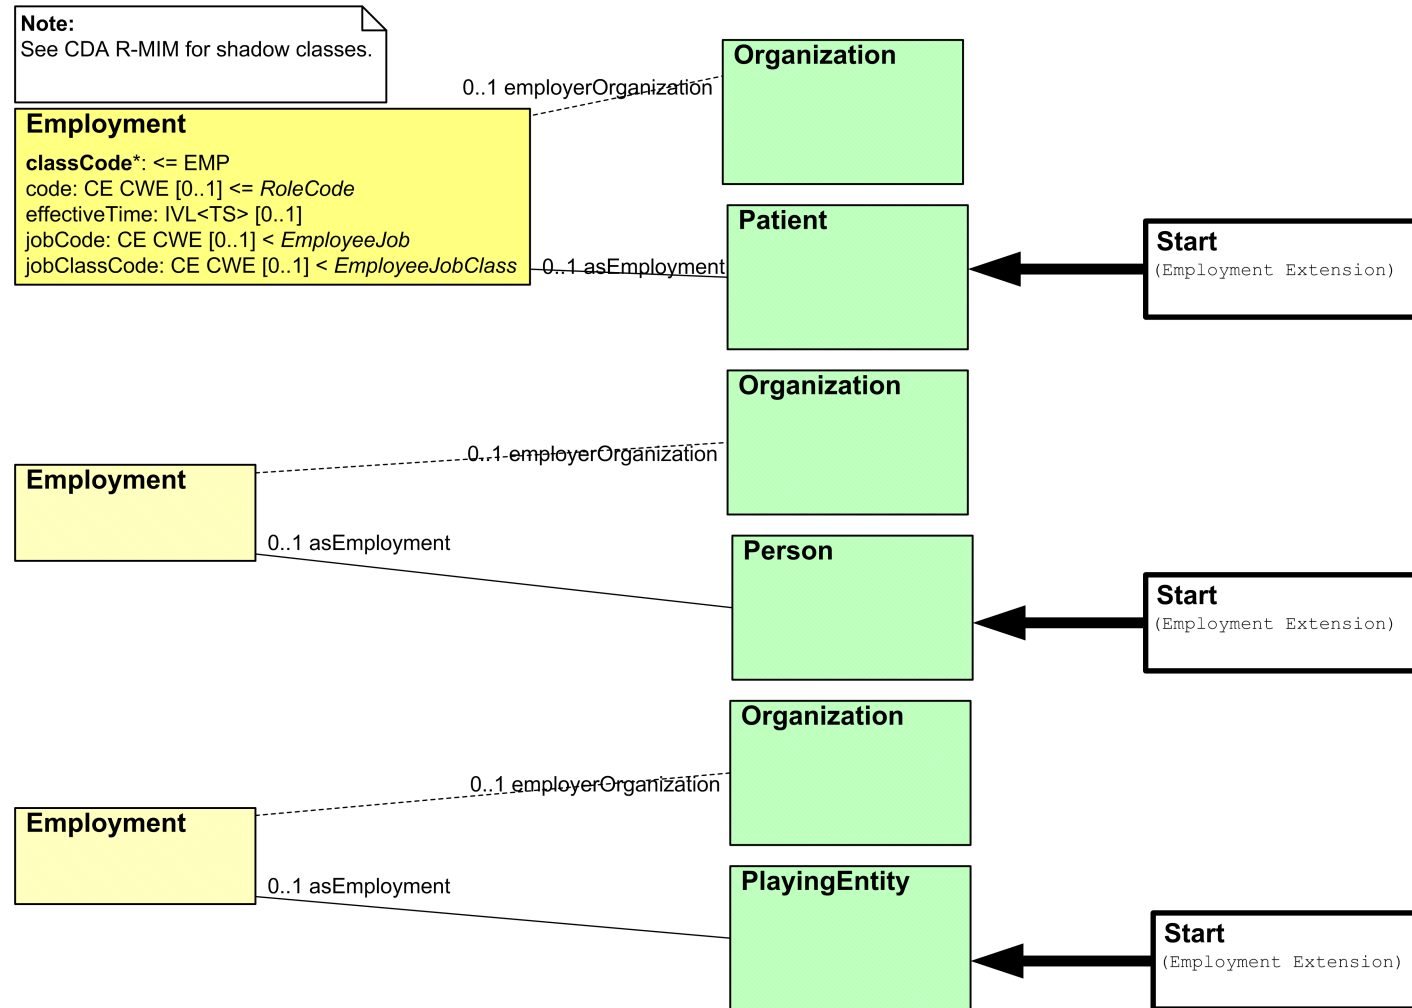 Note:
See CDA R-MIM for shadow classes.
Organization
0..1 employerOrganization
Employment
classCode*: <= EMP
code: CE CWE [0..1] <= RoleCode
effectiveTime: IVL<TS> [0..1]
jobCode: CE CWE [0..1] < EmployeeJob
jobClassCode: CE CWE [0..1] < EmployeeJobClass
0..1 asEmployment
Patient
Start
(Employment Extension)
Organization
0..1 employerOrganization
Employment
0..1 asEmployment
Person
Start
(Employment Extension)
Organization
0..1 employerOrganization
Employment
0..1 asEmployment
PlayingEntity
Start
(Employment Extension)